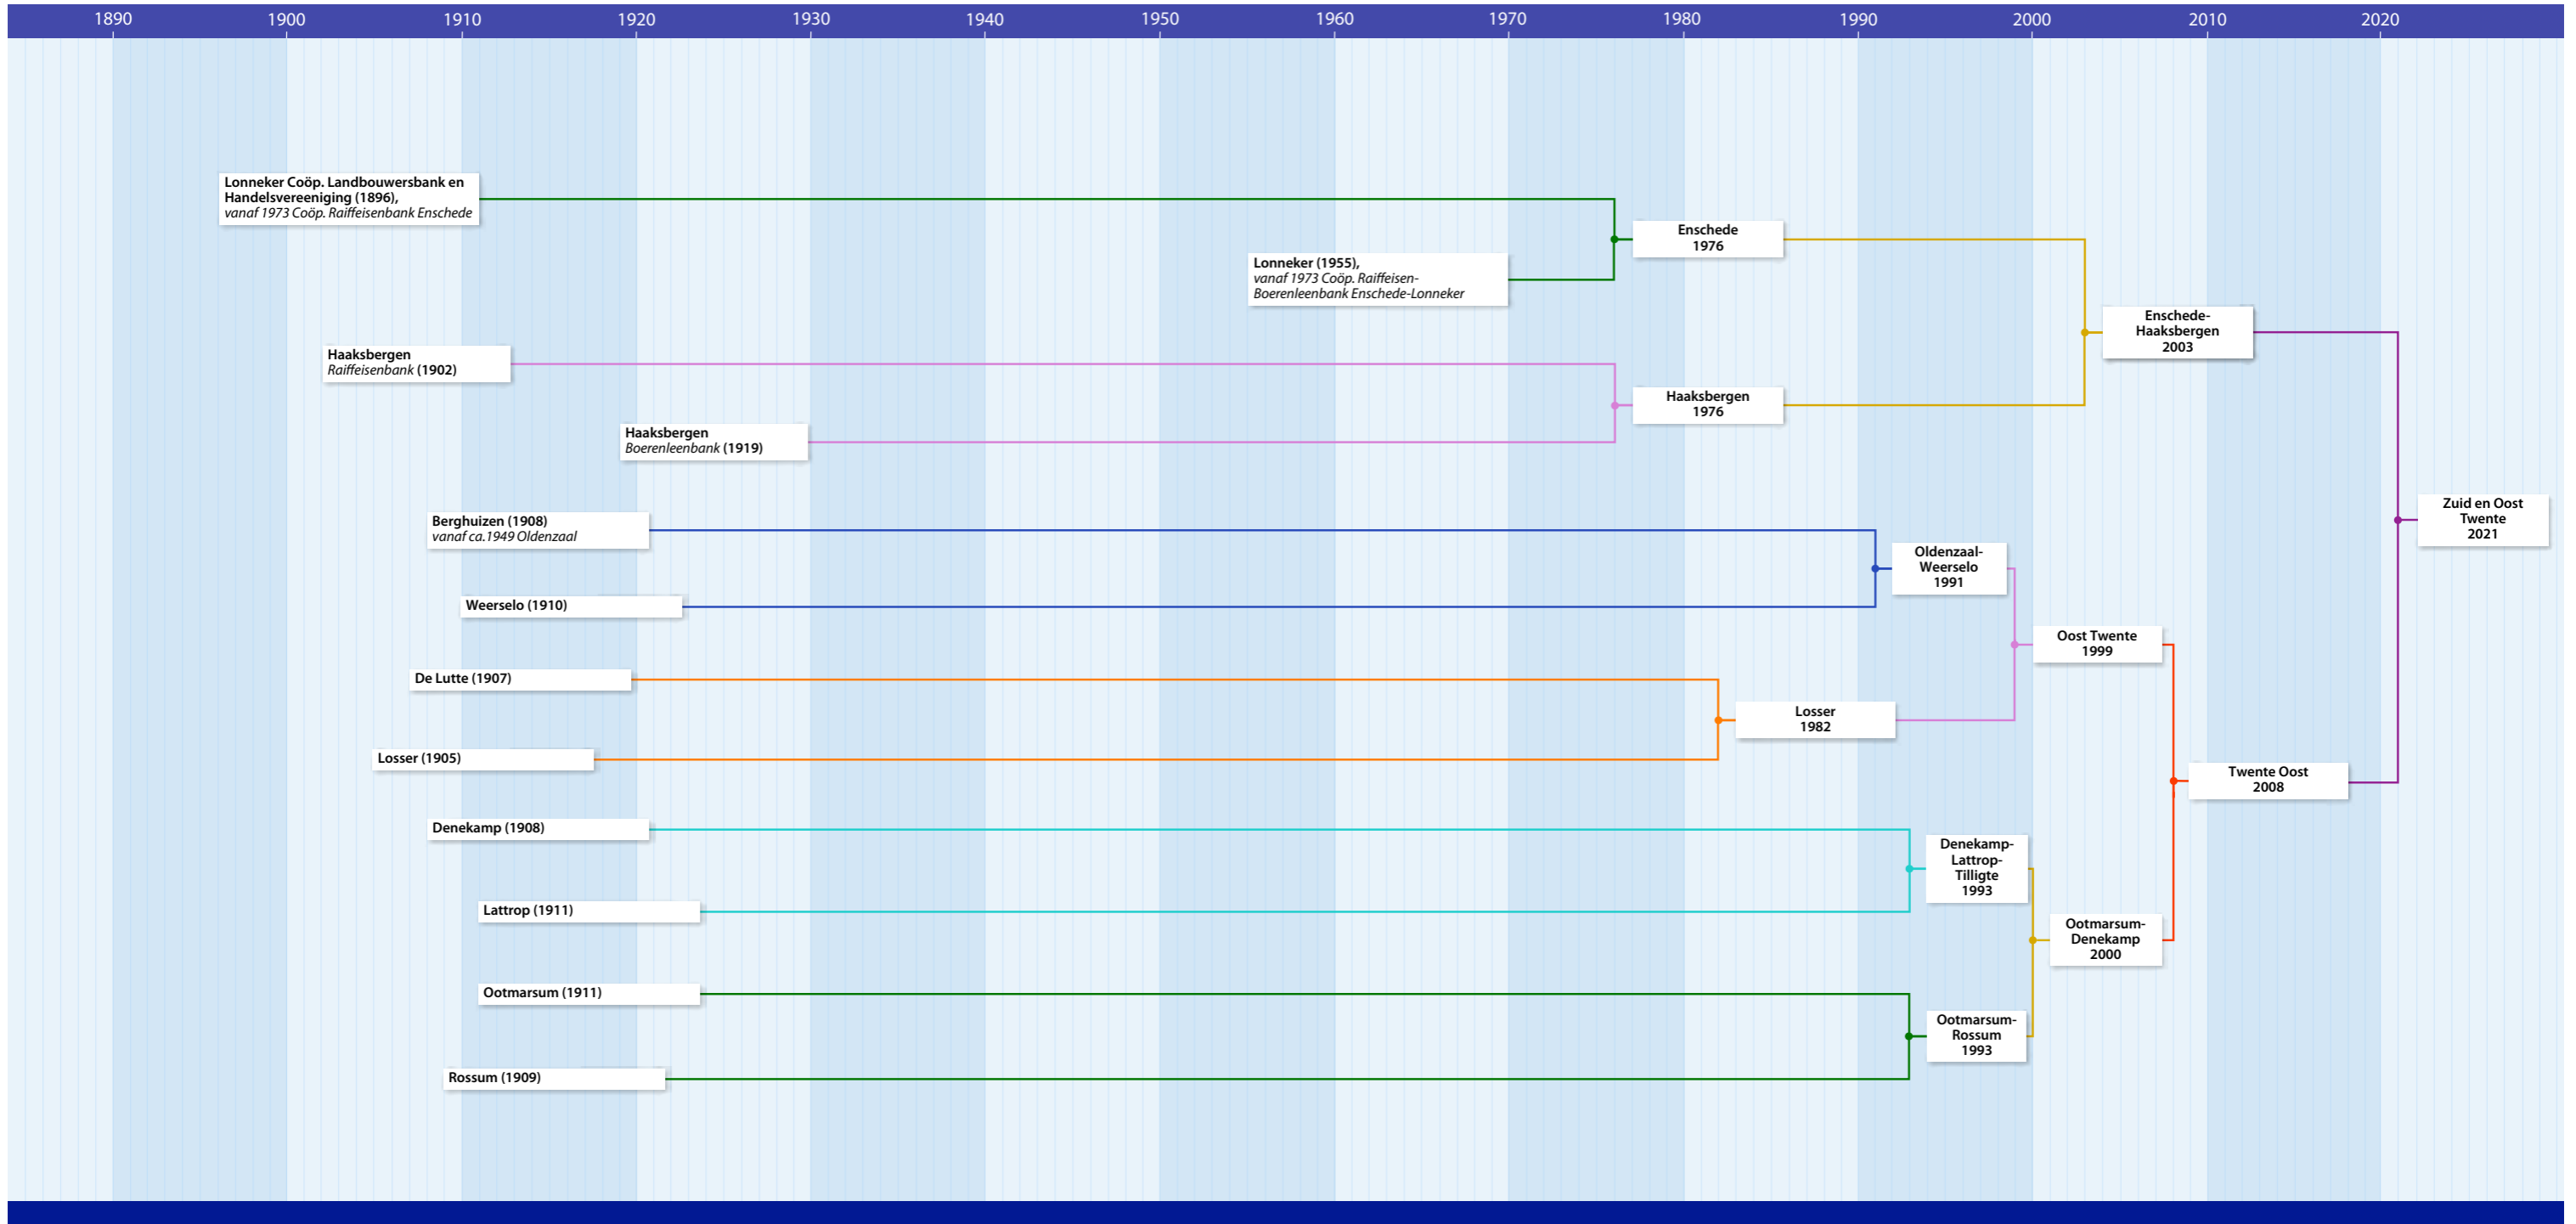 1890 1900 1910 1920 1930 1940 1950 1960 1970 1980 1990 2000 2010 2020
Lonneker Coöp. Landbouwersbank en
Handelsvereeniging (1896),
vanaf 1973 Coöp. Raiffeisenbank Enschede
Enschede
1976
Lonneker (1955),
vanaf 1973 Coöp. Raiffeisen-
Boerenleenbank Enschede-Lonneker
Enschede-
Haaksbergen
2003
Haaksbergen
Raiffeisenbank (1902)
Haaksbergen
1976
Haaksbergen
Boerenleenbank (1919)
Zuid en Oost
Twente
2021
Berghuizen (1908)
vanaf ca.1949 Oldenzaal
Oldenzaal-
Weerselo
1991
Weerselo (1910)
Oost Twente
1999
De Lutte (1907)
Losser
1982
Losser (1905)
Twente Oost
2008
Denekamp (1908)
Denekamp-
Lattrop-
Tilligte
1993
Lattrop (1911)
Ootmarsum-
Denekamp
2000
Ootmarsum (1911)
Ootmarsum-
Rossum
1993
Rossum (1909)